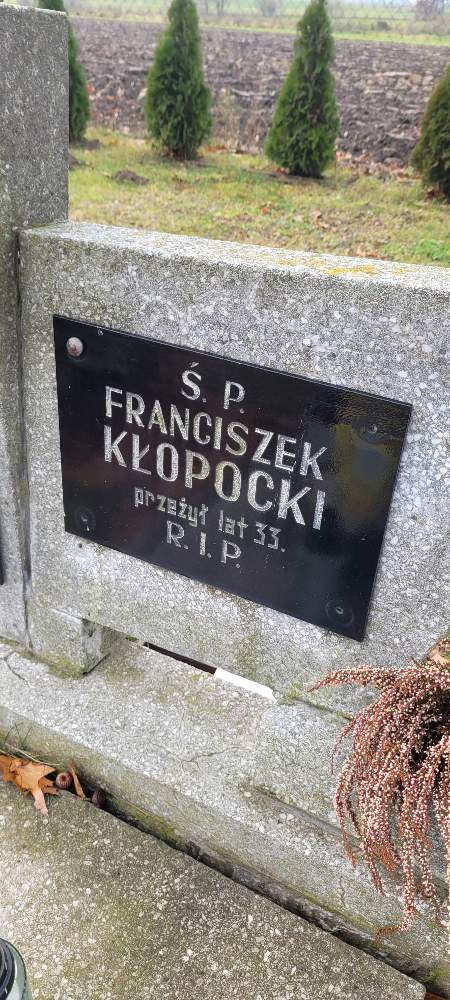 Ś. P.
FRANCISZEK
KŁOPOCKI
przeżył lat 33.
R. I. P.